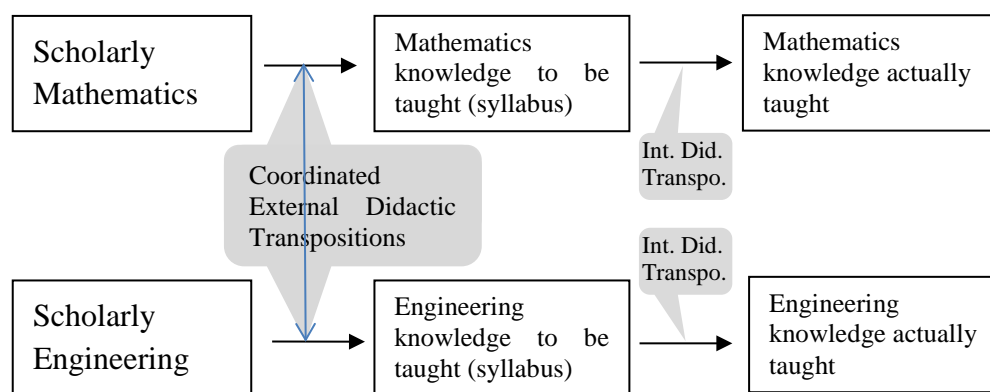 Scholarly
Mathematics
Mathematics
knowledge to be
taught (syllabus)
Mathematics
knowledge actually
taught
Coordinated
External Didactic
Transpositions
Int. Did.
Transpo.
Int. Did.
Transpo.
Scholarly
Engineering
Engineering
knowledge to be
taught (syllabus)
Engineering
knowledge actually
taught